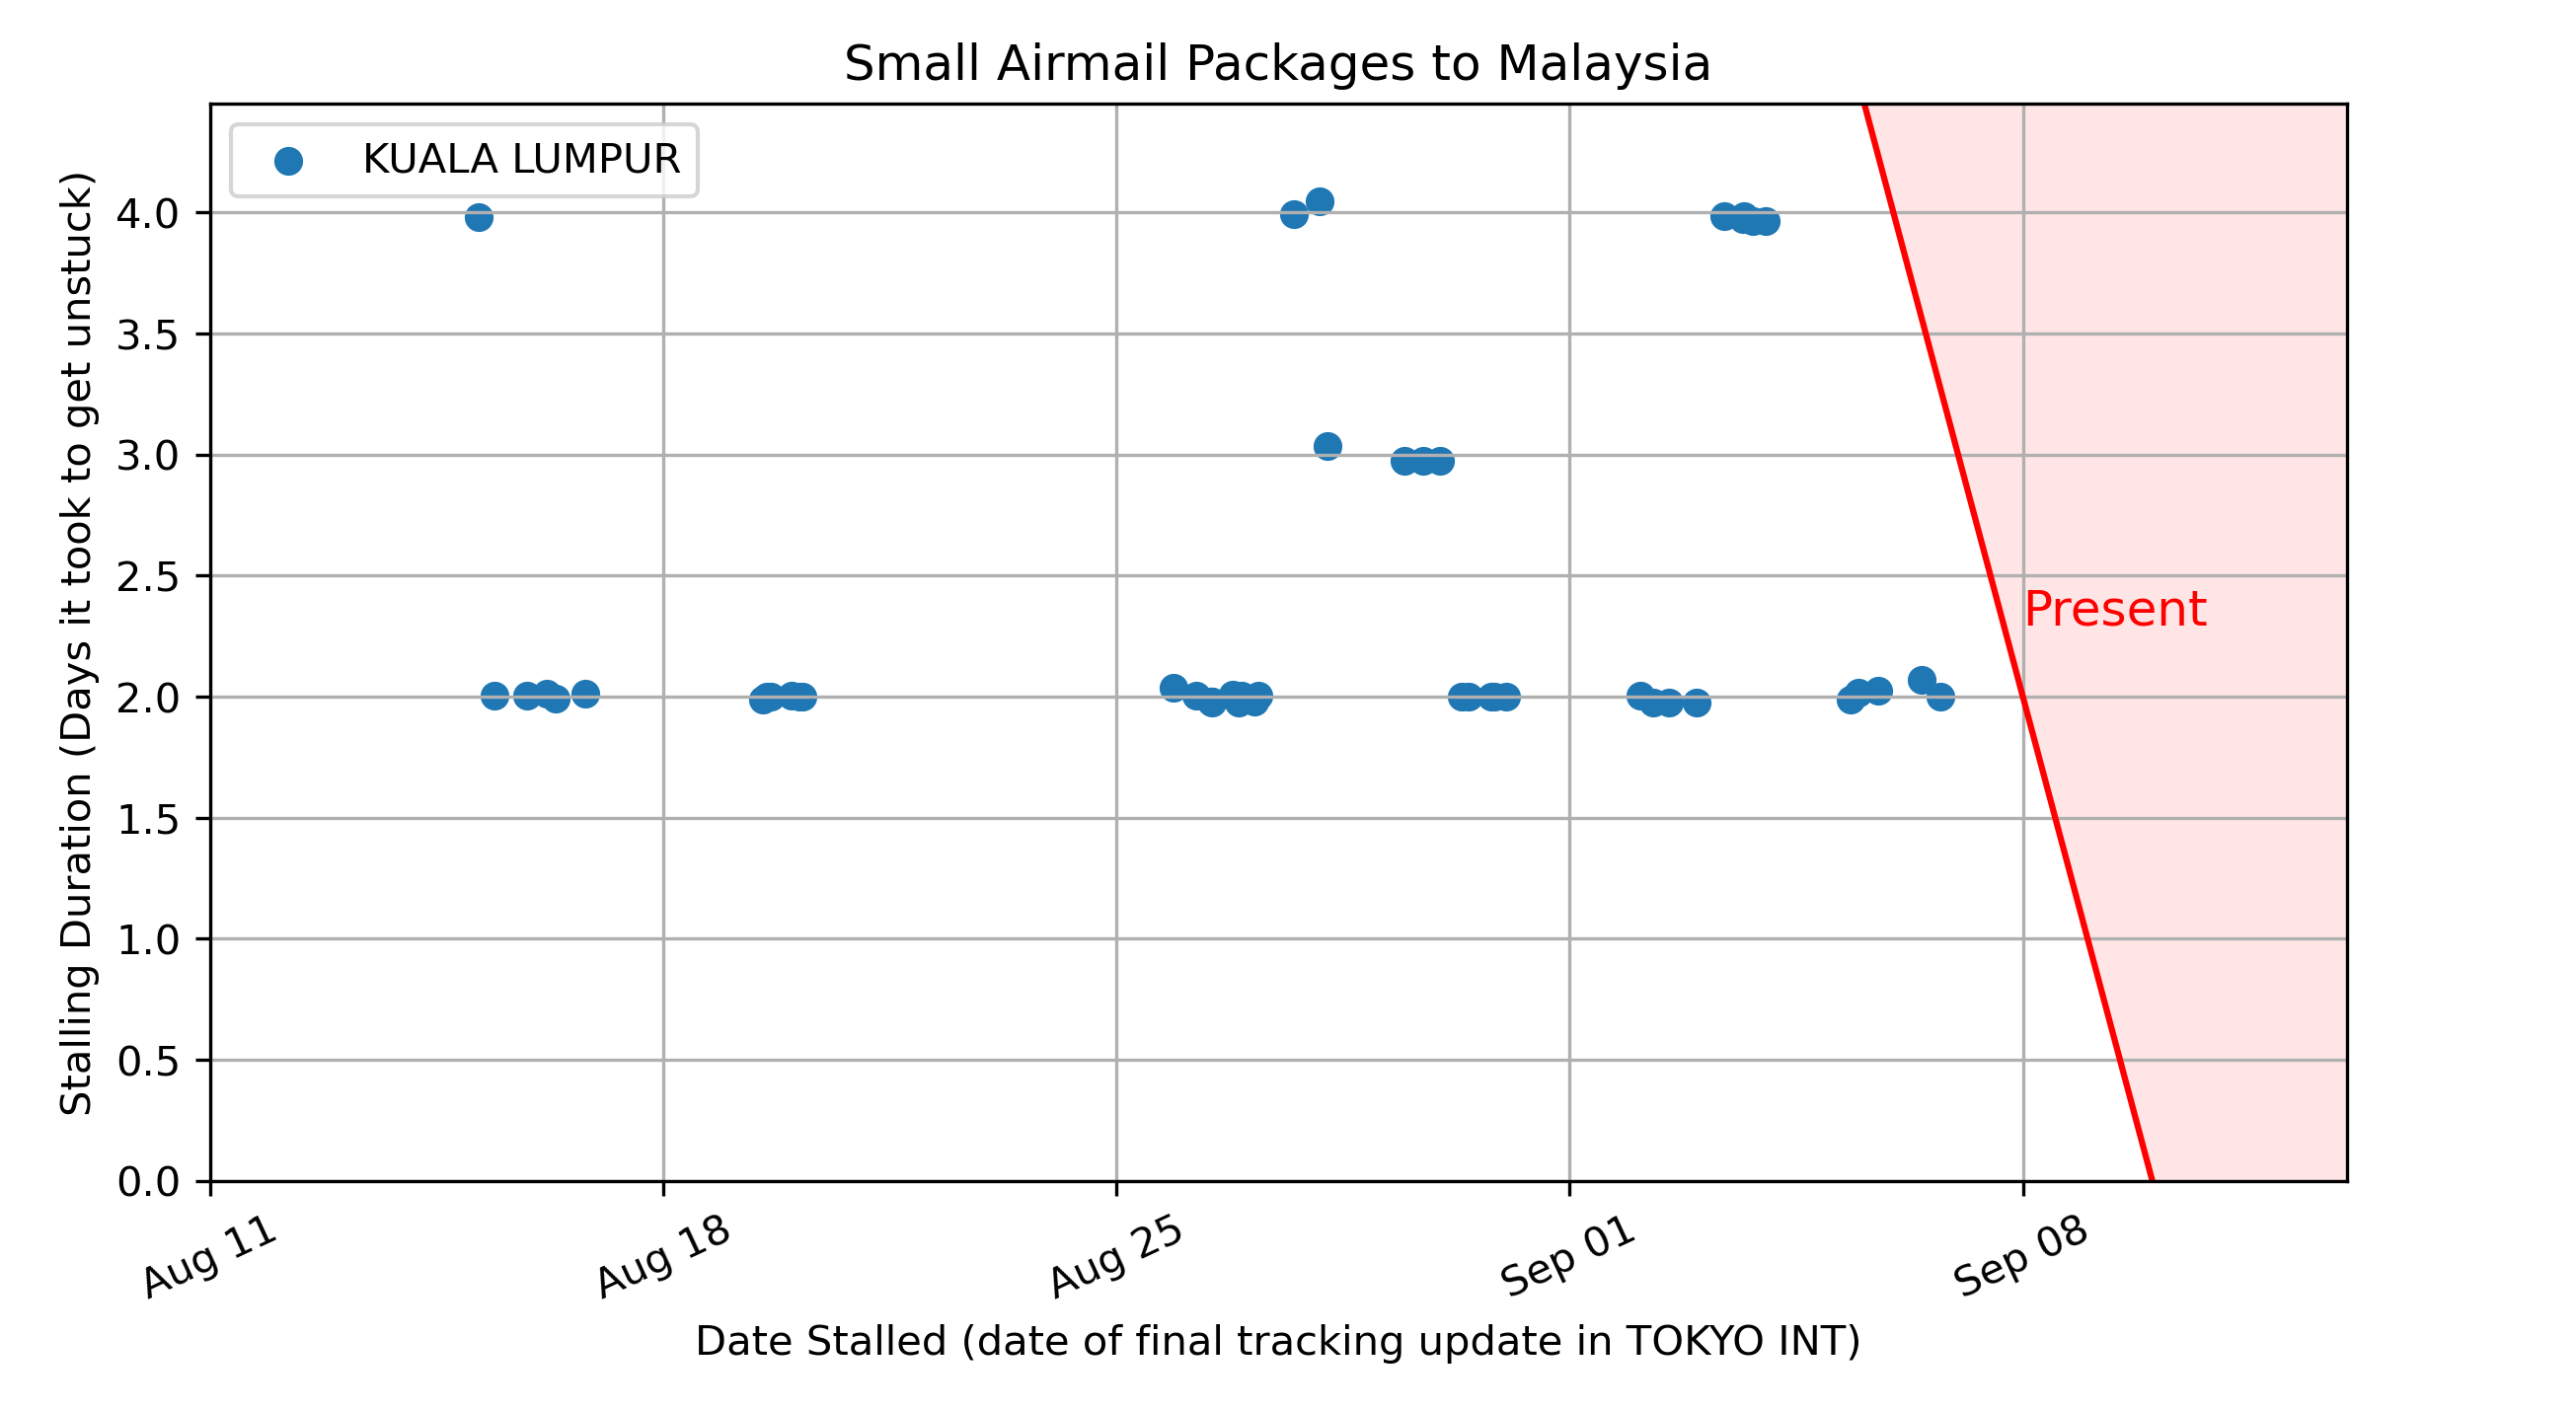 Small Airmail Packages to Malaysia
KUALA LUMPUR
Stalling Duration (Days it took to get unstuck)
4.0
3.5
3.0
2.5
2.0
1.5
1.0
0.5
0.0
Present
Aug 11
Aug 18
Aug 25
Sep 01
Sep 08
Date Stalled (date of final tracking update in TOKYO INT)